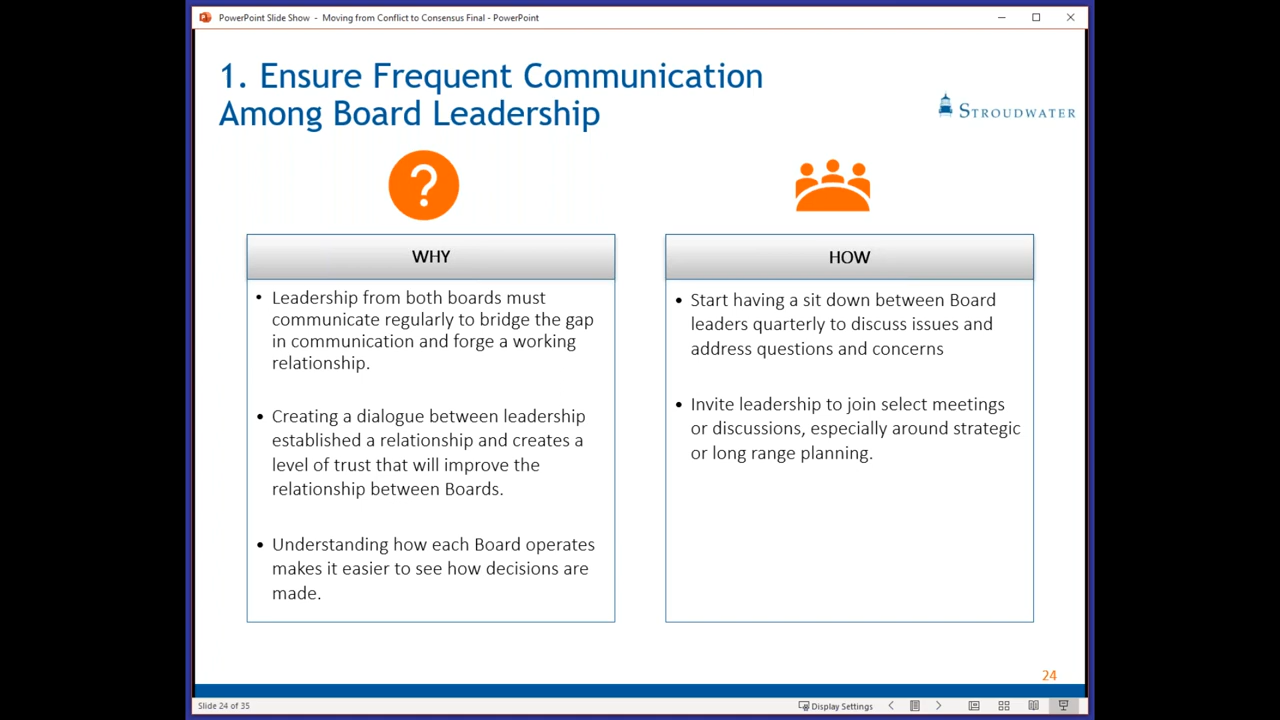 PowerPoint Slide Show - Moving from Conflict to Consensus Final - PowerPoint
1. Ensure Frequent Communication
Among Board Leadership
STROUDWATER
?
WHY
• Leadership from both boards must
communicate regularly to bridge the gap
in communication and forge a working
relationship.
• Creating a dialogue between leadership
established a relationship and creates a
level of trust that will improve the
relationship between Boards.
• Understanding how each Board operates
makes it easier to see how decisions are
made.
HOW
• Start having a sit down between Board
leaders quarterly to discuss issues and
address questions and concerns
• Invite leadership to join select meetings
or discussions, especially around strategic
or long range planning.
24
Slide 24 of 35
Display Settings